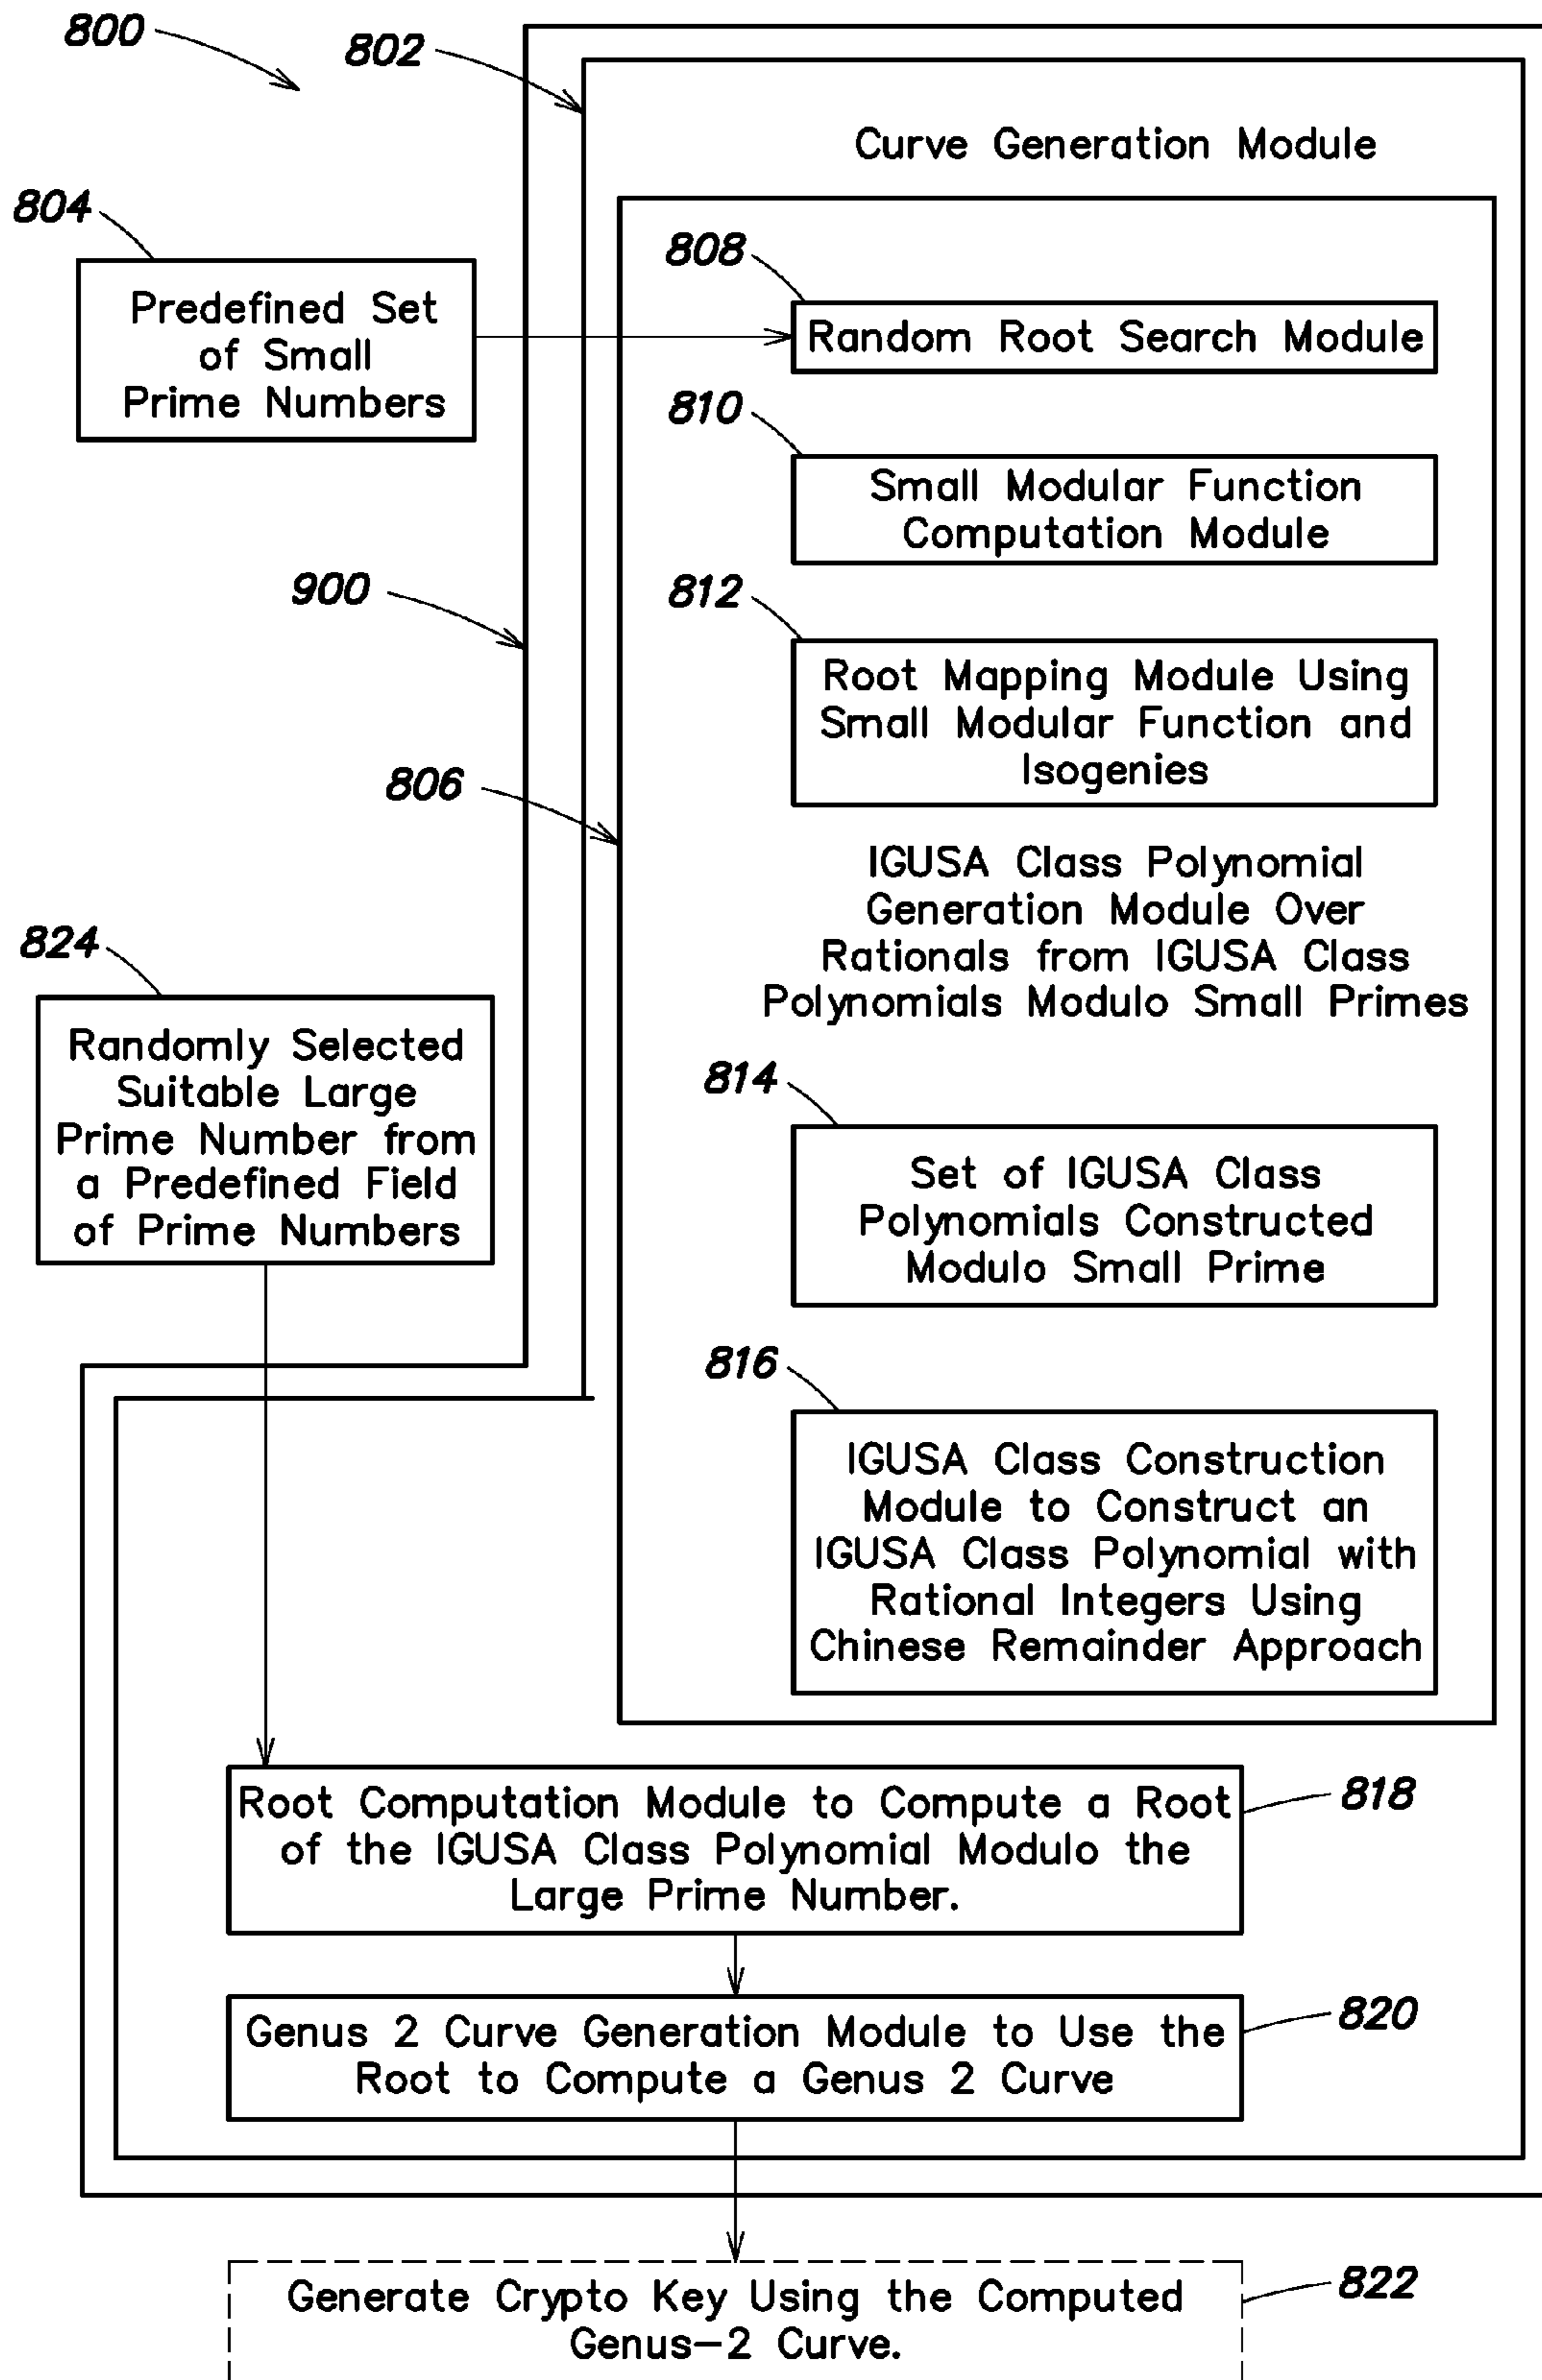 800
802
Curve Generation Module
804
Predefined Set
of Small
Prime Numbers
808
Random Root Search Module
810
Small Modular Function
Computation Module
900
812
Root Mapping Module Using
Small Modular Function and
Isogenies
806
IGUSA Class Polynomial
Generation Module Over
Rationals from IGUSA Class
Polynomials Modulo Small Primes
824
Randomly Selected
Suitable Large
Prime Number from
a Predefined Field
of Prime Numbers
814
Set of IGUSA Class
Polynomials Constructed
Modulo Small Prime
816
IGUSA Class Construction
Module to Construct an
IGUSA Class Polynomial with
Rational Integers Using
Chinese Remainder Approach
818
Root Computation Module to Compute a Root
of the IGUSA Class Polynomial Modulo the
Large Prime Number.
820
Genus 2 Curve Generation Module to Use the
Root to Compute a Genus 2 Curve
822
Generate Crypto Key Using the Computed
Genus-2 Curve.